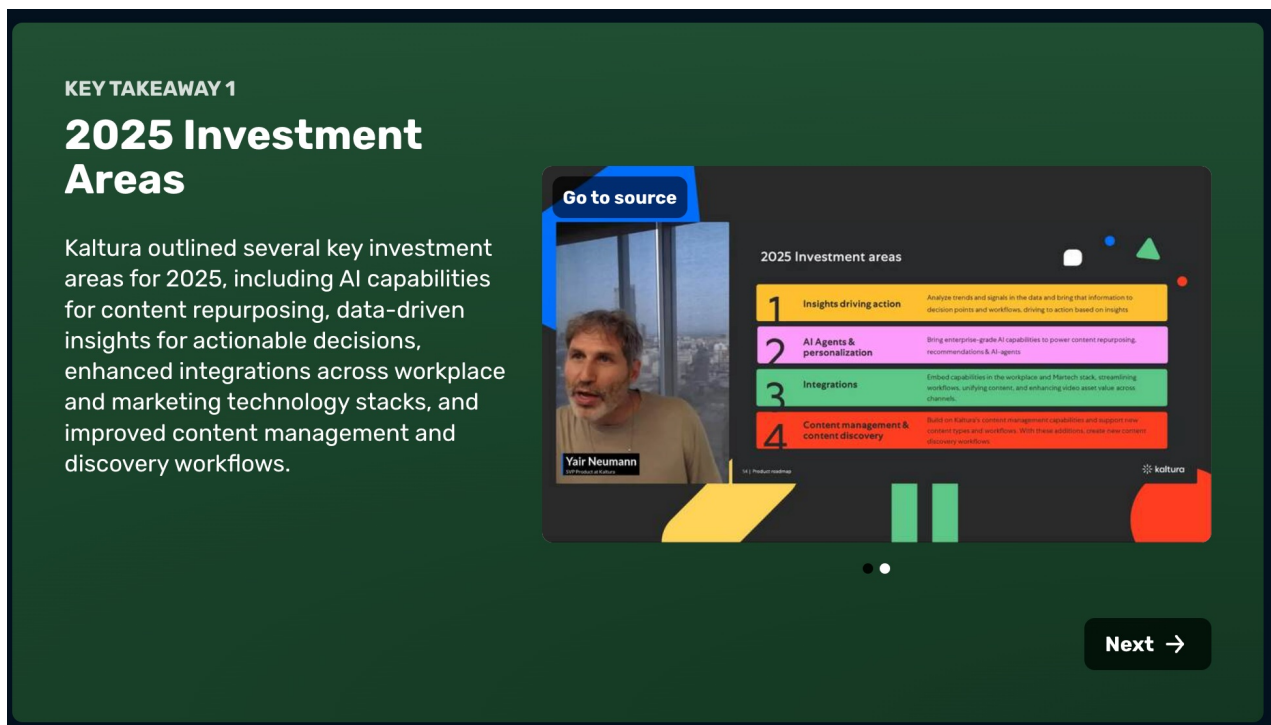 KEY TAKEAWAY 1
2025 Investment
Areas
Kaltura outlined several key investment
areas for 2025, including AI capabilities
for content repurposing, data-driven
insights for actionable decisions,
enhanced integrations across workplace
and marketing technology stacks, and
improved content management and
discovery workflows.
Go to source
2025 Investment areas
1
Insights driving action
Analyze trends and signals in the data and bring that information to
decision points and workflows, driving to action based on insights
2
AI Agents &
personalization
Bring enterprise-grade AI capabilities to power content repurposing,
recommendations & AI-agents
3
Integrations
Embed capabilities in the workplace and Martech stack, streamlining
workflows, unifying content, and enhancing video asset value across
channels.
4
Content management &
content discovery
Build on Kaltura's content management capabilities and support new
content types and workflows. With these additions, create new content
discovery workflows
Yair Neumann
SVP Product at Kaltura
14 | Product roadmap
kaltura
Next